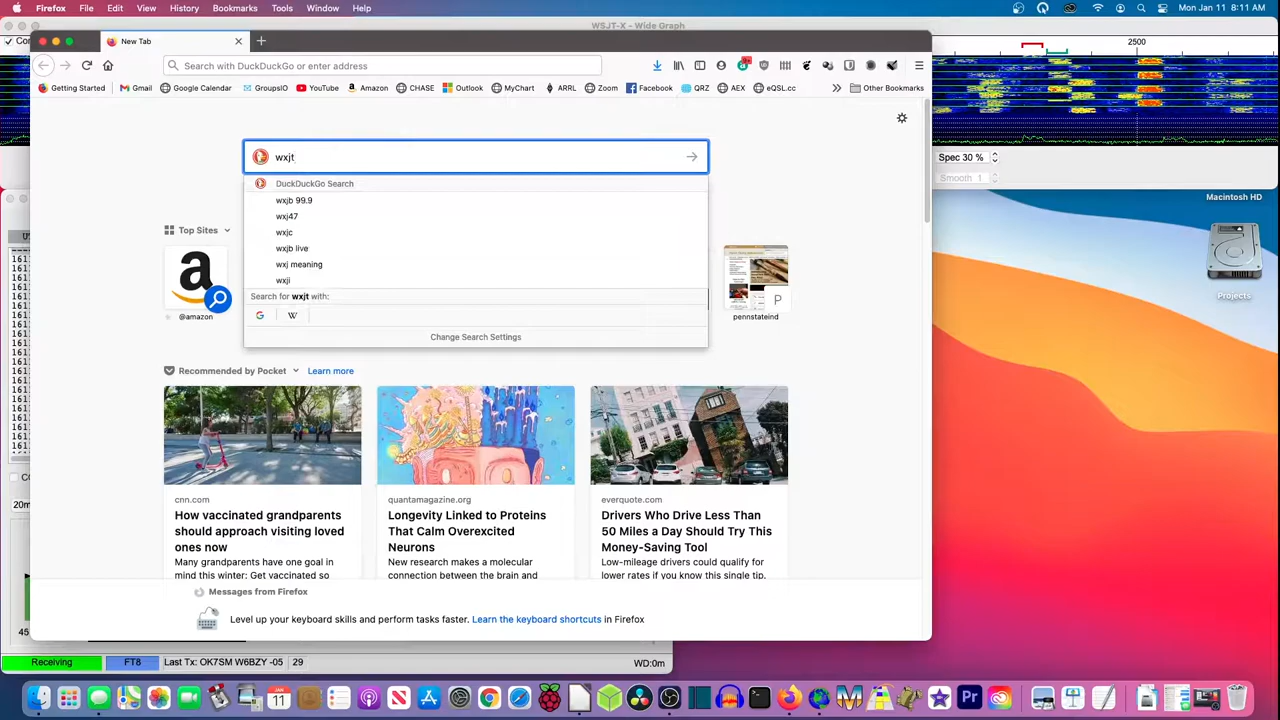 Firefox File Edit View History Bookmarks Tools Window Help
Mon Jan 11 8:11 AM
WSJT-X - Wide Graph
New Tab
2500
Search with DuckDuckGo or enter address
Getting Started Gmail Google Calendar Groupsio YouTube Amazon CHASE Outlook MyChart ARRL Zoom Facebook QRZ AEX eQSL.cc Other Bookmarks
wxjt
Spec 30 %
Smooth 1
DuckDuckGo Search
wxjb 99.9
wxj47
wxjc
wxjb live
wxj meaning
wxji
Search for wxjt with:
Change Search Settings
Top Sites
@amazon
P
pennstateind
Macintosh HD
Projects
Recommended by Pocket
Learn more
cnn.com
How vaccinated grandparents
should approach visiting loved
ones now
Many grandparents have one goal in
mind this winter: Get vaccinated so
quantamagazine.org
Longevity Linked to Proteins
That Calm Overexcited
Neurons
New research makes a molecular
connection between the brain and
everquote.com
Drivers Who Drive Less Than
50 Miles a Day Should Try This
Money-Saving Tool
Low-mileage drivers could qualify for
lower rates if you know this single tip.
Messages from Firefox
Level up your keyboard skills and perform tasks faster. Learn the keyboard shortcuts in Firefox
20m
Receiving
FT8
Last Tx: OK7SM W6BZY -05
29
WD:0m